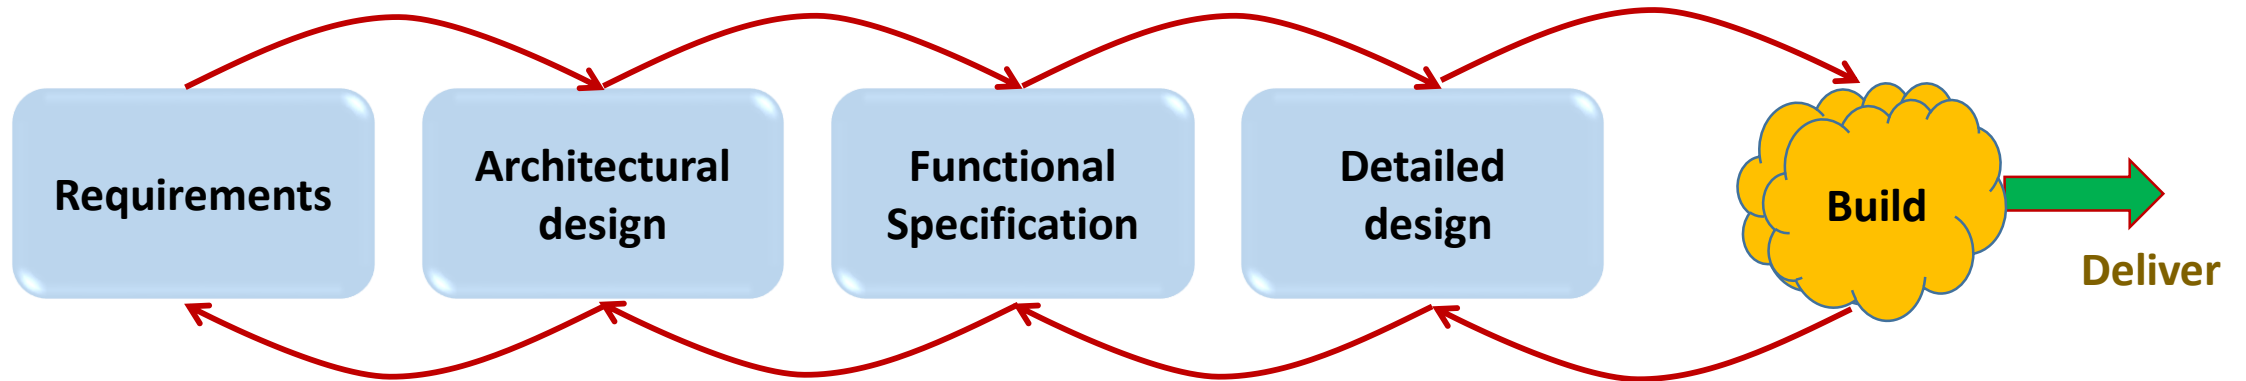 Requirements
Architectural
design
Functional
Specification
Detailed
design
Build
Deliver